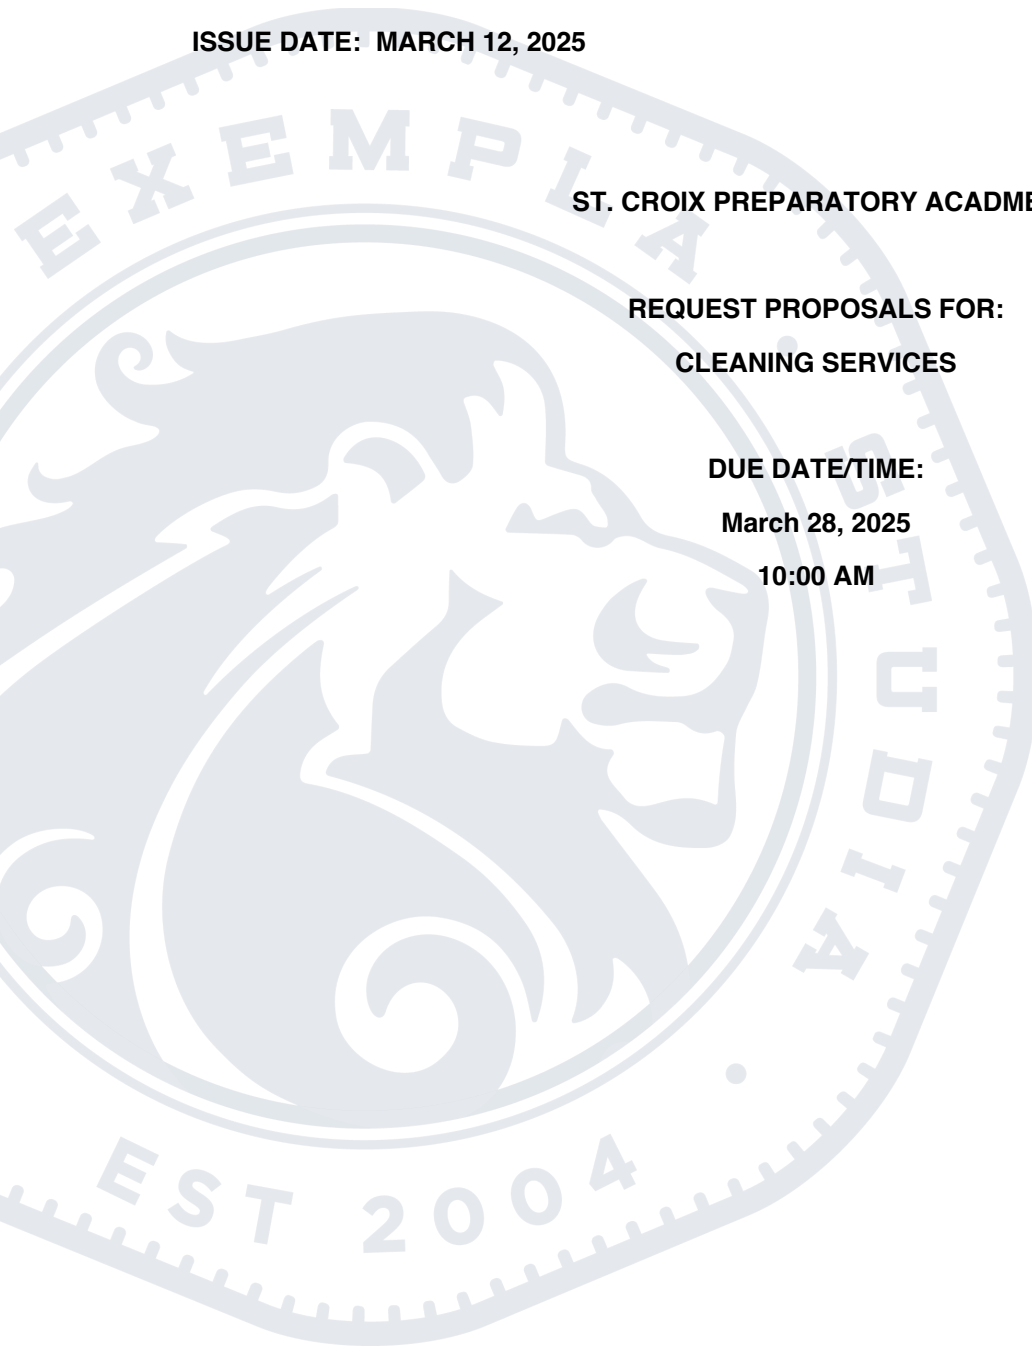 ISSUE DATE: MARCH 12, 2025
EXEMPLA • STUDIA •
ST. CROIX PREPARATORY ACADME
REQUEST PROPOSALS FOR:
CLEANING SERVICES
DUE DATE/TIME:
March 28, 2025
10:00 AM
EST 2004